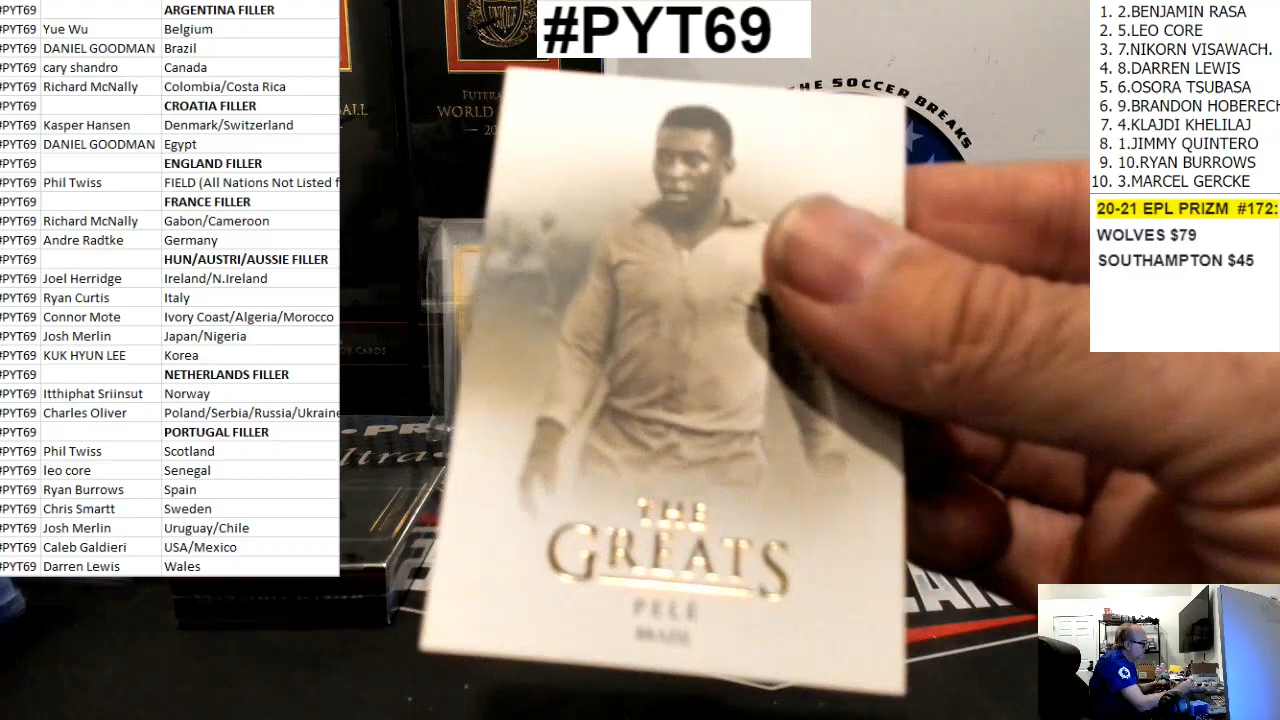 #PYT69 ARGENTINA FILLER
#PYT69 Yue Wu Belgium
#PYT69 DANIEL GOODMAN Brazil
#PYT69 cary shandro Canada
#PYT69 Richard McNally Colombia/Costa Rica
#PYT69 CROATIA FILLER
#PYT69 Kasper Hansen Denmark/Switzerland
#PYT69 DANIEL GOODMAN Egypt
#PYT69 ENGLAND FILLER
#PYT69 Phil Twiss FIELD (All Nations Not Listed f
#PYT69 FRANCE FILLER
#PYT69 Richard McNally Gabon/Cameroon
#PYT69 Andre Radtke Germany
#PYT69 HUN/AUSTRI/AUSSIE FILLER
#PYT69 Joel Herridge Ireland/N.Ireland
#PYT69 Ryan Curtis Italy
#PYT69 Connor Mote Ivory Coast/Algeria/Morocco
#PYT69 Josh Merlin Japan/Nigeria
#PYT69 KUK HYUN LEE Korea
#PYT69 NETHERLANDS FILLER
#PYT69 Itthiphat Sriinsut Norway
#PYT69 Charles Oliver Poland/Serbia/Russia/Ukraine
#PYT69 PORTUGAL FILLER
#PYT69 Phil Twiss Scotland
#PYT69 leo core Senegal
#PYT69 Ryan Burrows Spain
#PYT69 Chris Smartt Sweden
#PYT69 Josh Merlin Uruguay/Chile
#PYT69 Caleb Galdieri USA/Mexico
#PYT69 Darren Lewis Wales
#PYT69
UNIQUE
FUTERA
WORLD
THE SOCCER BREAKS
THE
GREATS
PELÉ
BRAZIL
1. 2.BENJAMIN RASA
2. 5.LEO CORE
3. 7.NIKORN VISAWACH.
4. 8.DARREN LEWIS
5. 6.OSORA TSUBASA
6. 9.BRANDON HOBERECH
7. 4.KLAJDI KHELILAJ
8. 1.JIMMY QUINTERO
9. 10.RYAN BURROWS
10. 3.MARCEL GERCKE
20-21 EPL PRIZM #172:
WOLVES $79
SOUTHAMPTON $45